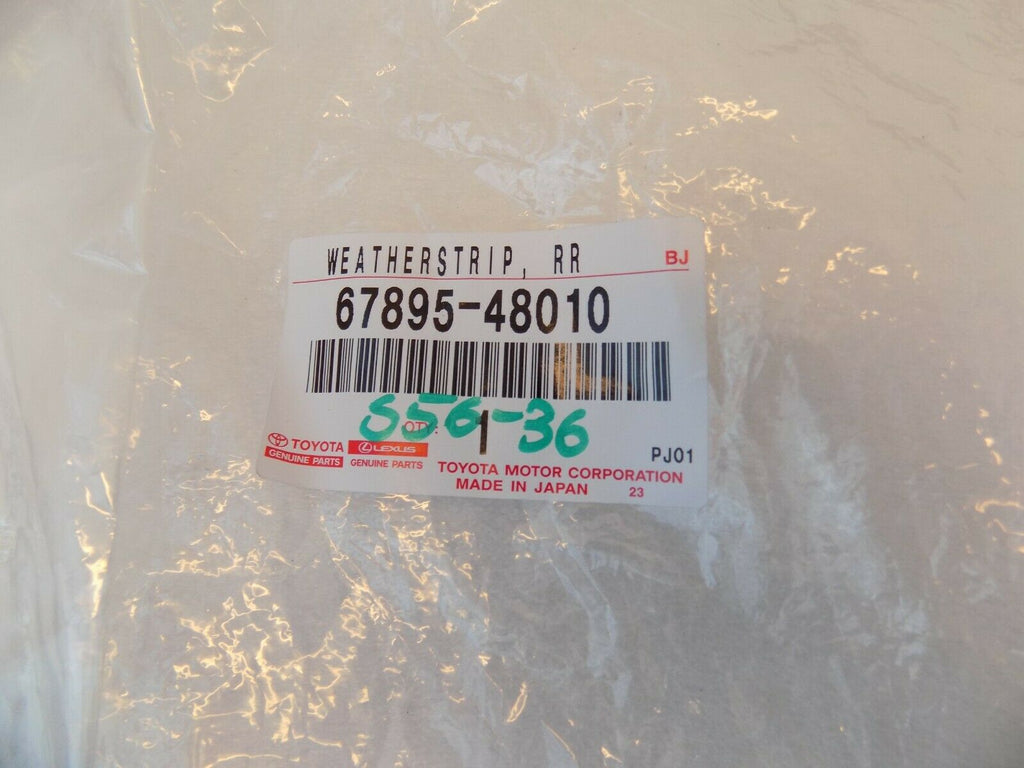 WEATHERSTRIP, RR BJ
67895-48010
S56-36
QTY: 1
TOYOTA LEXUS PJ01
GENUINE PARTS GENUINE PARTS TOYOTA MOTOR CORPORATION
MADE IN JAPAN 23